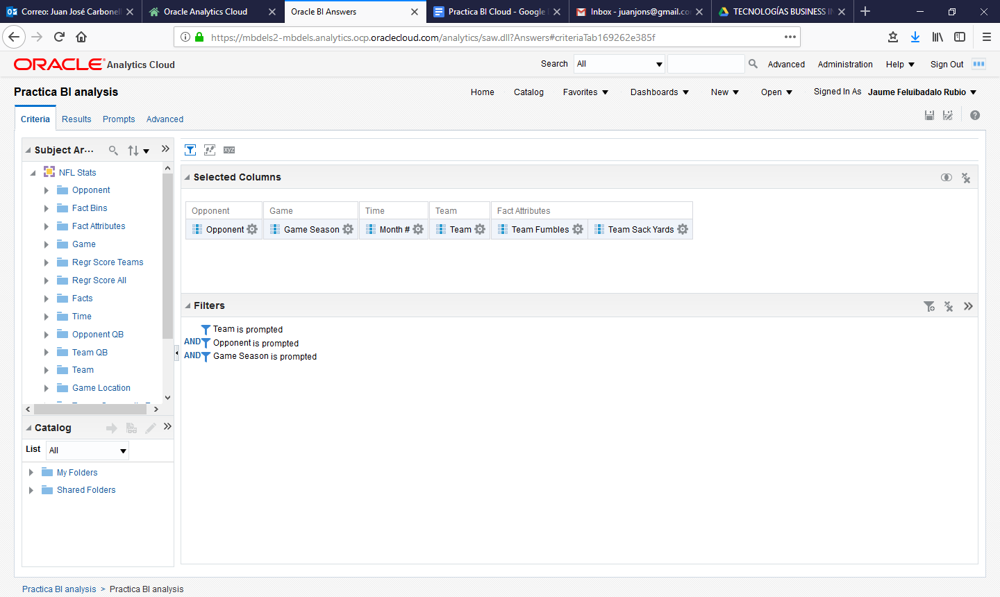 Correo: Juan José Carbonell
Oracle Analytics Cloud
Oracle BI Answers
Practica BI Cloud - Google
Inbox - juanjons@gmail.co
TECNOLOGÍAS BUSINESS IN
https://mbdels2-mbdels.analytics.ocp.oraclecloud.com/analytics/saw.dll?Answers#criteriaTab169262e385f
ORACLE Analytics Cloud
Search All Advanced Administration Help Sign Out
Practica BI analysis
Home Catalog Favorites Dashboards New Open Signed In As Jaume Feluibadalo Rubio
Criteria Results Prompts Advanced
Subject Ar...
NFL Stats
Opponent
Fact Bins
Fact Attributes
Game
Regr Score Teams
Regr Score All
Facts
Time
Opponent QB
Team QB
Team
Game Location
Catalog
List All
My Folders
Shared Folders
xyz
Selected Columns
Opponent Game Time Team Fact Attributes
Opponent Game Season Month # Team Team Fumbles Team Sack Yards
Filters
Team is prompted
AND Opponent is prompted
AND Game Season is prompted
Practica BI analysis > Practica BI analysis